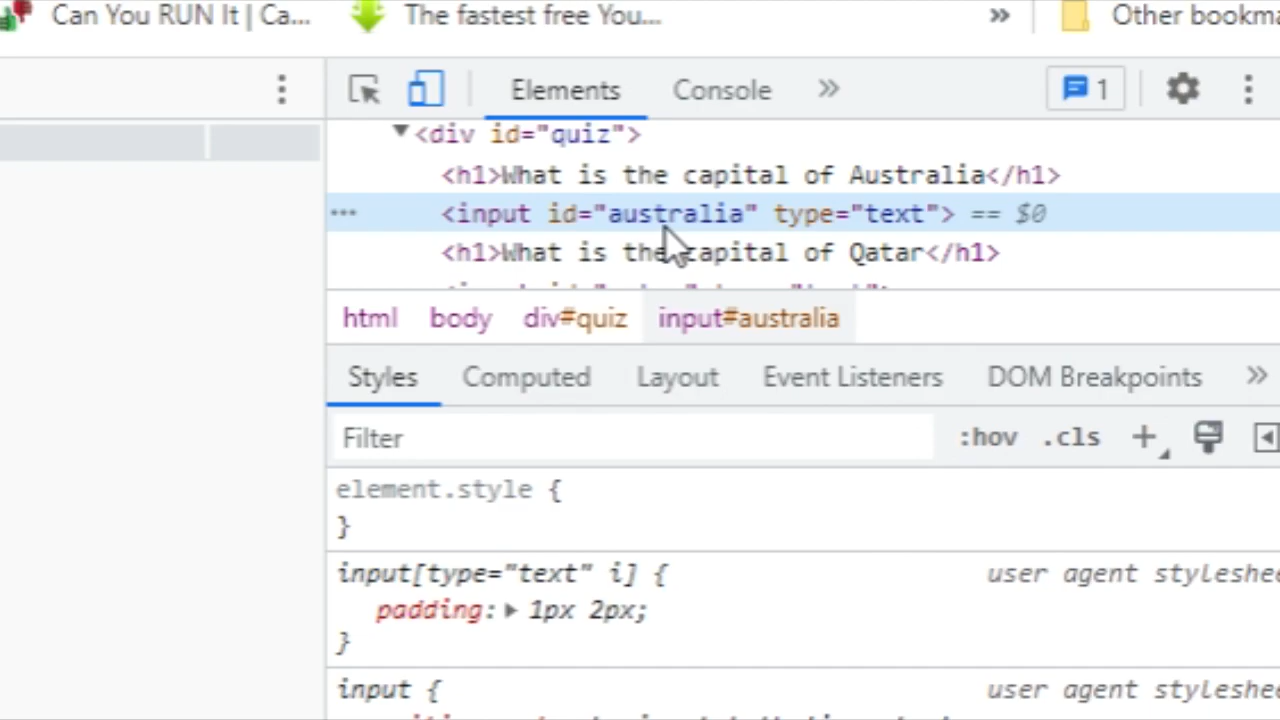 Can You RUN It | Ca... The fastest free You... » Other bookma
Elements Console » 1
<div id="quiz">
<h1>What is the capital of Australia</h1>
<input id="australia" type="text"> == $0
<h1>What is the capital of Qatar</h1>
html body div#quiz input#australia
Styles Computed Layout Event Listeners DOM Breakpoints »
Filter :hov .cls +
element.style {
}
input[type="text" i] { user agent styleshee
padding: 1px 2px;
}
input { user agent styleshee